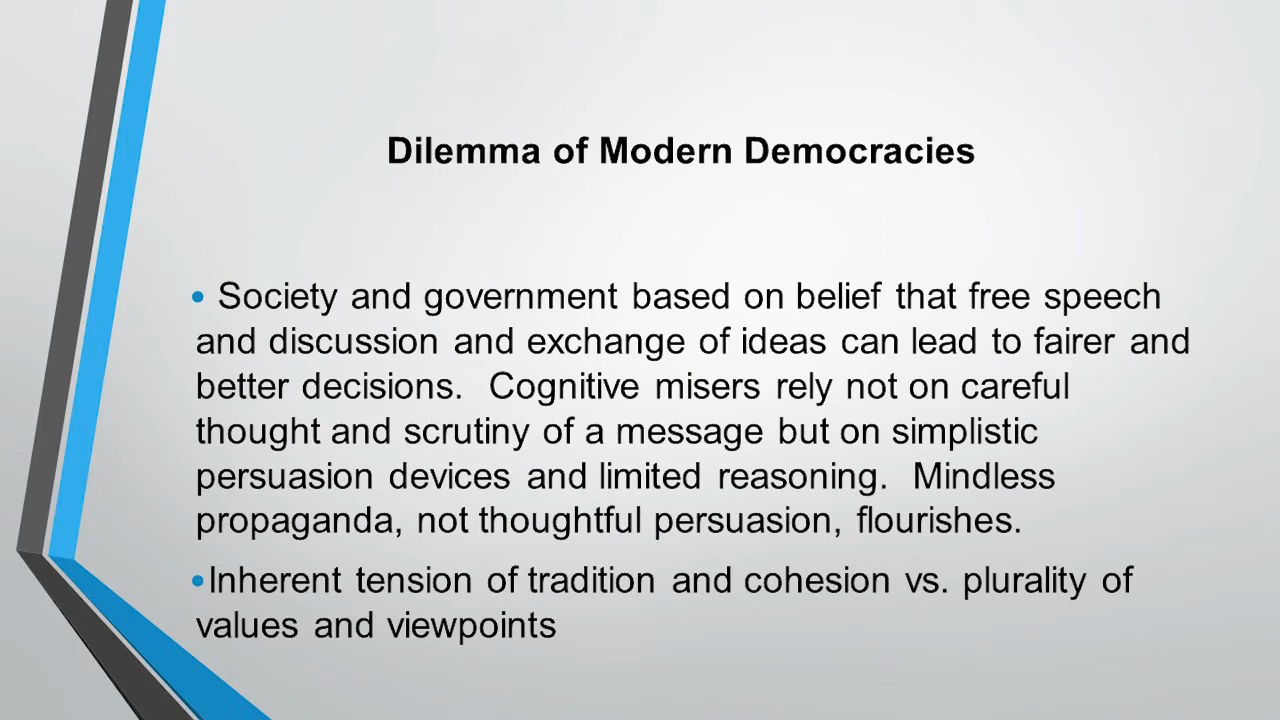 Dilemma of Modern Democracies
• Society and government based on belief that free speech
and discussion and exchange of ideas can lead to fairer and
better decisions.  Cognitive misers rely not on careful
thought and scrutiny of a message but on simplistic
persuasion devices and limited reasoning.  Mindless
propaganda, not thoughtful persuasion, flourishes.
•Inherent tension of tradition and cohesion vs. plurality of
values and viewpoints